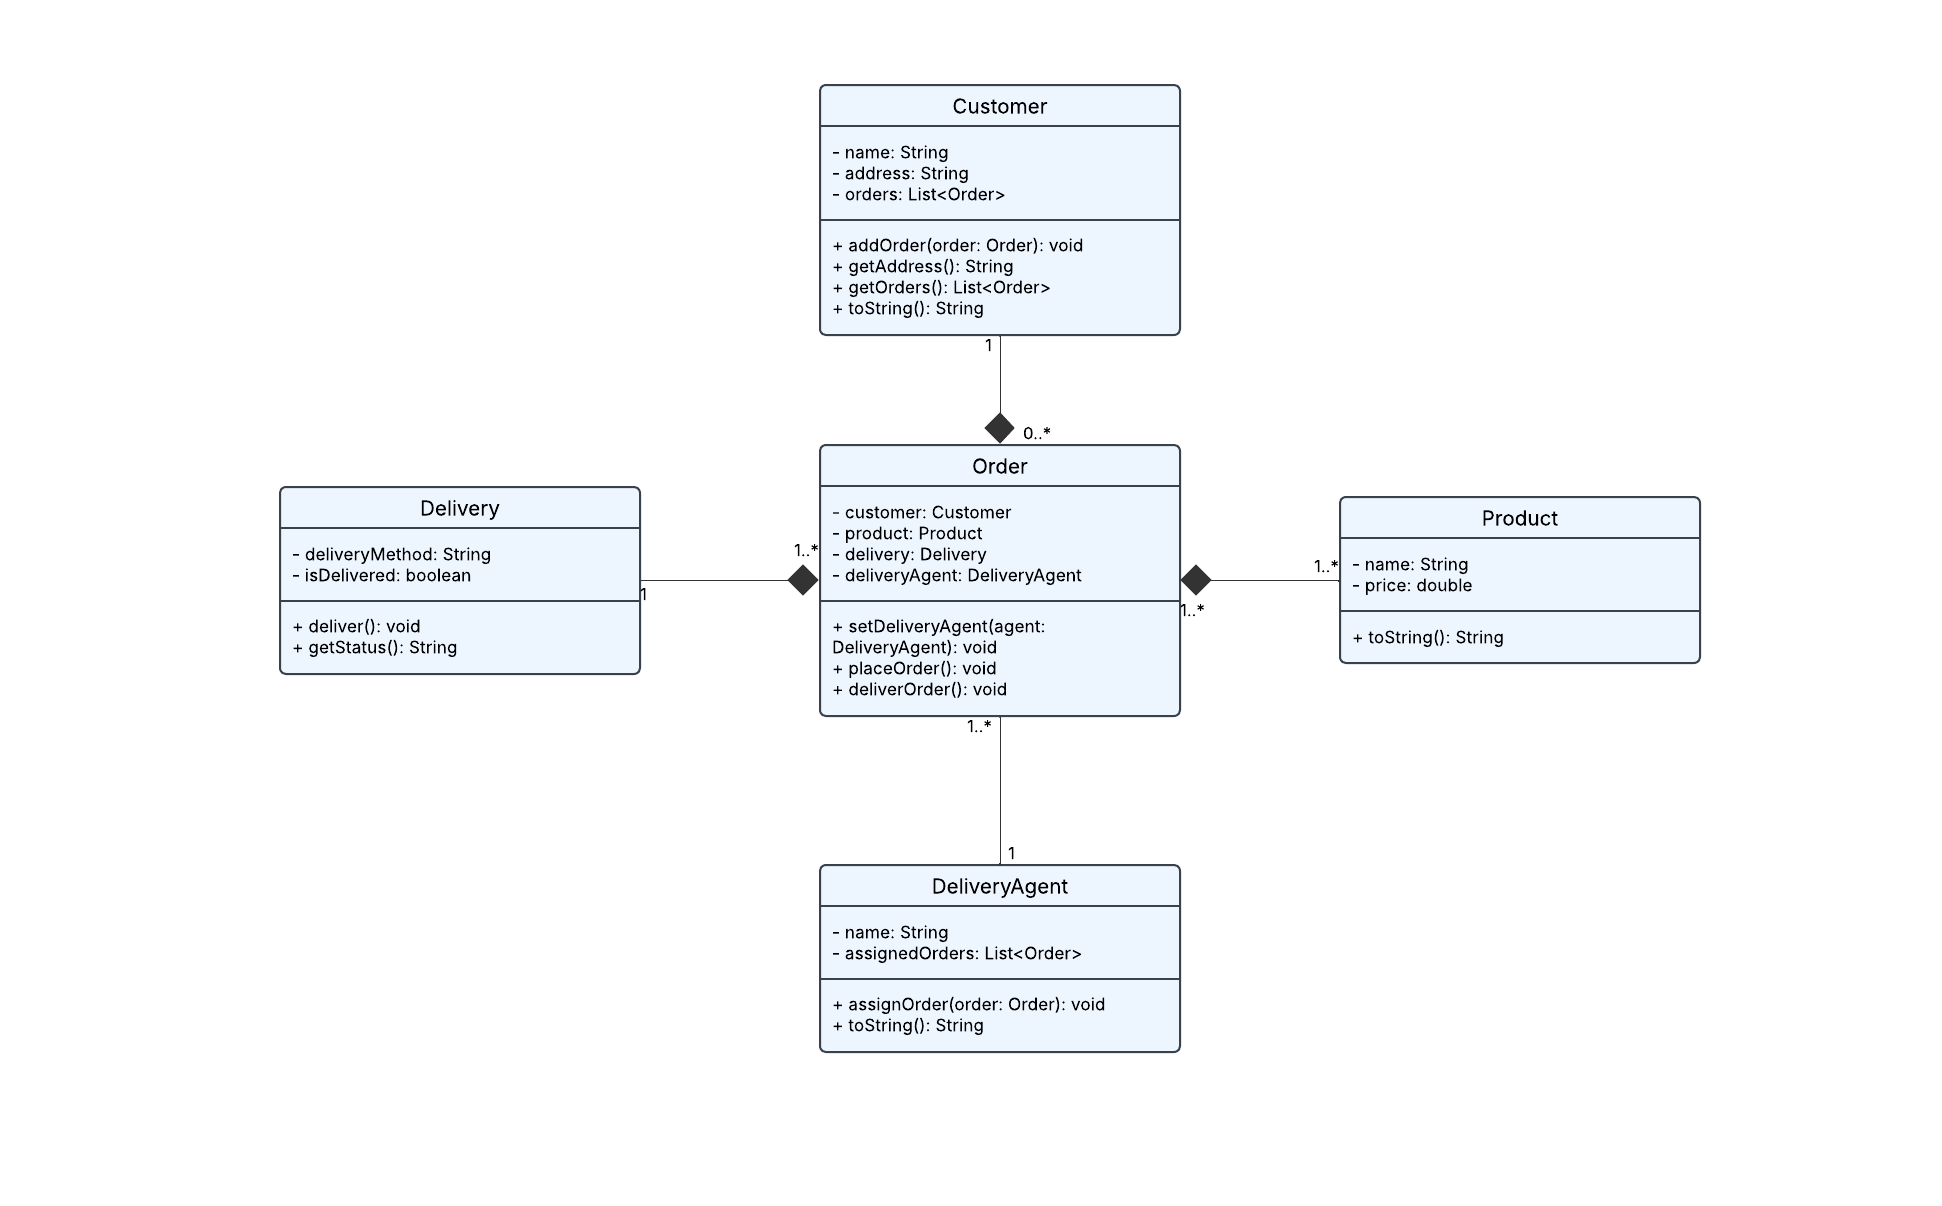 Customer
- name: String
- address: String
- orders: List<Order>
+ addOrder(order: Order): void
+ getAddress(): String
+ getOrders(): List<Order>
+ toString(): String
1
0..*
Order
- customer: Customer
- product: Product
- delivery: Delivery
- deliveryAgent: DeliveryAgent
+ setDeliveryAgent(agent:
DeliveryAgent): void
+ placeOrder(): void
+ deliverOrder(): void
Delivery
- deliveryMethod: String
- isDelivered: boolean
+ deliver(): void
+ getStatus(): String
1
1..*
Product
- name: String
- price: double
+ toString(): String
1..*
1..*
1..*
1
DeliveryAgent
- name: String
- assignedOrders: List<Order>
+ assignOrder(order: Order): void
+ toString(): String